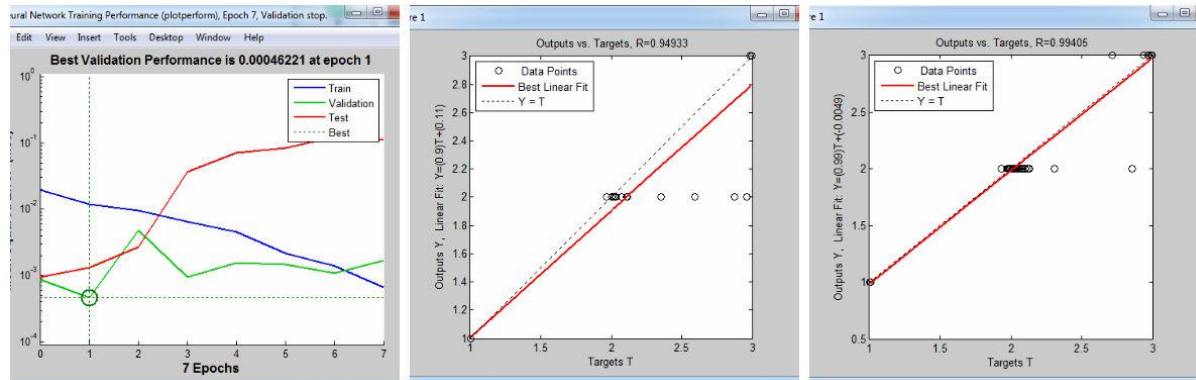 ural Network Training Performance (plotperform), Epoch 7, Validation stop.
Edit View Insert Tools Desktop Window Help
Best Validation Performance is 0.00046221 at epoch 1
Train
Validation
Test
Best
10^0
10^-1
10^-2
10^-3
10^-4
0 1 2 3 4 5 6 7
7 Epochs
re 1
Outputs vs. Targets, R=0.94933
Data Points
Best Linear Fit
Y = T
Outputs Y, Linear Fit: Y=(0.9)T+(0.11)
3
2.8
2.6
2.4
2.2
2
1.8
1.6
1.4
1.2
1
1 1.5 2 2.5 3
Targets T
re 1
Outputs vs. Targets, R=0.99405
Data Points
Best Linear Fit
Y = T
Outputs Y, Linear Fit: Y=(0.99)T+(-0.0049)
3
2.5
2
1.5
1
0.5
1 1.5 2 2.5 3
Targets T